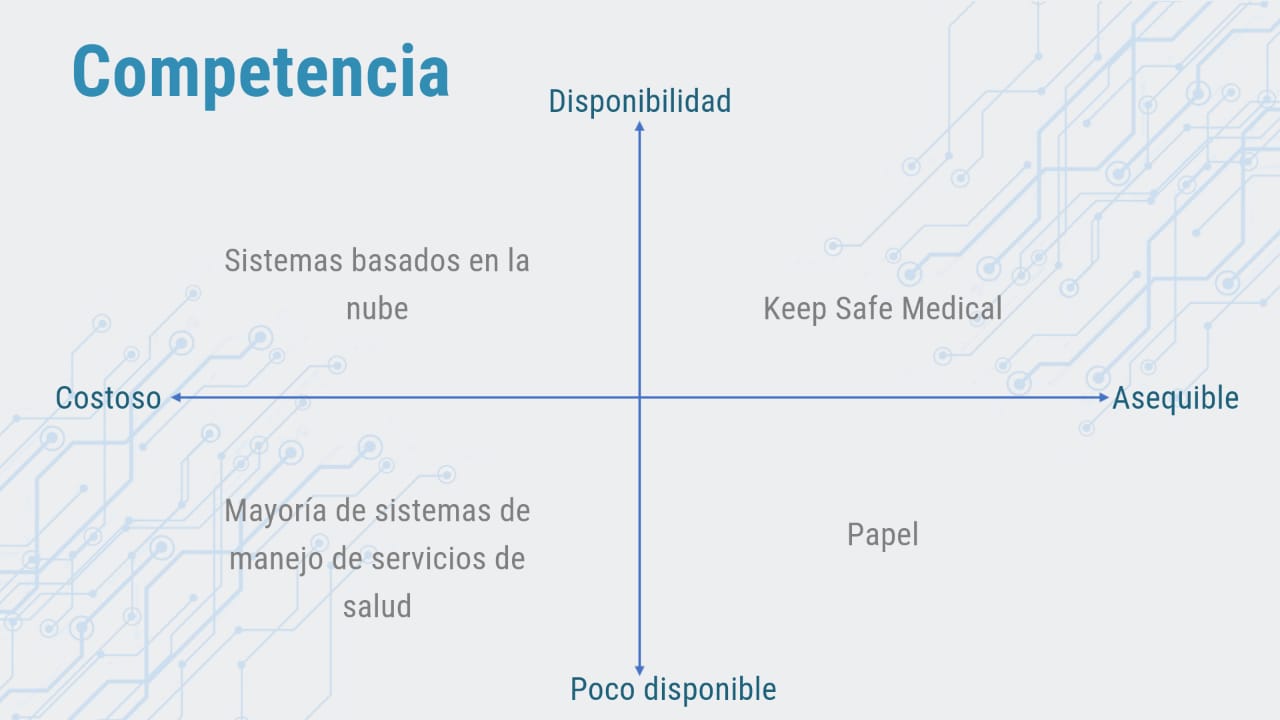 Competencia
Disponibilidad
Sistemas basados en la
nube
Keep Safe Medical
Costoso
Asequible
Mayoría de sistemas de
manejo de servicios de
salud
Papel
Poco disponible